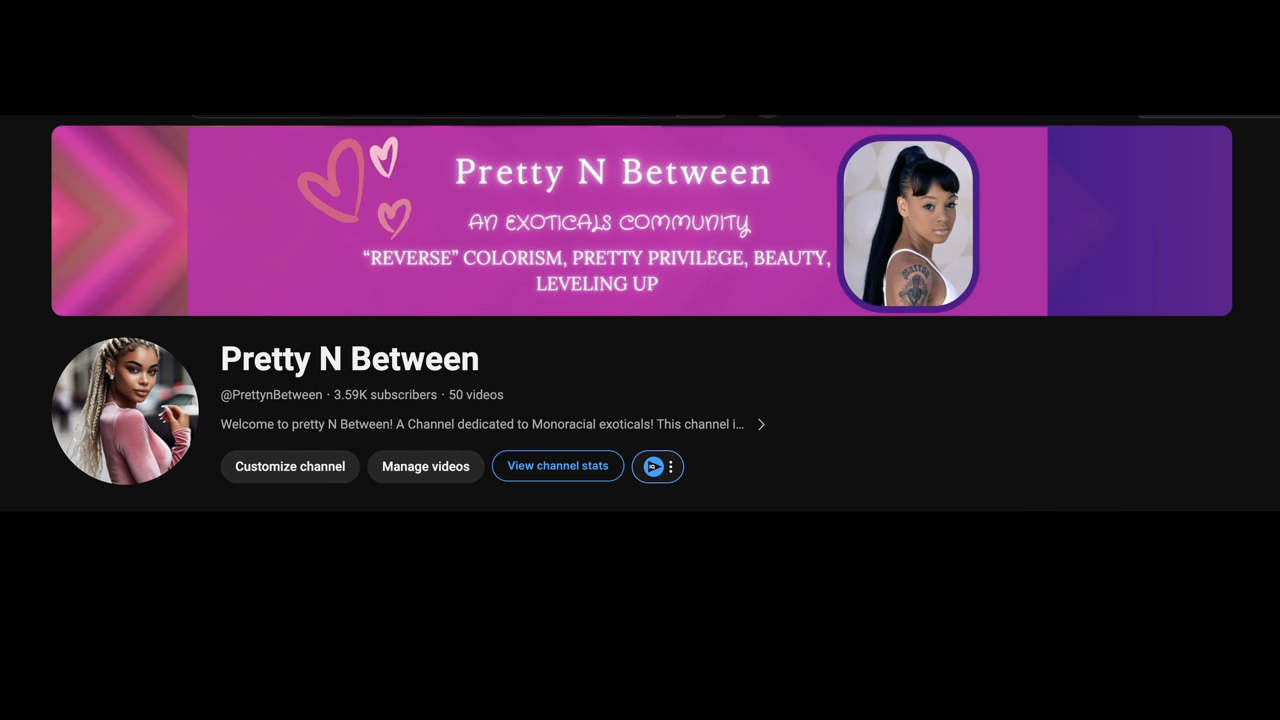 Pretty N Between
AN EXOTICALS COMMUNITY
“REVERSE” COLORISM, PRETTY PRIVILEGE, BEAUTY,
LEVELING UP
Pretty N Between
@PrettynBetween · 3.59K subscribers · 50 videos
Welcome to pretty N Between! A Channel dedicated to Monoracial exoticals! This channel i...
Customize channel
Manage videos
View channel stats